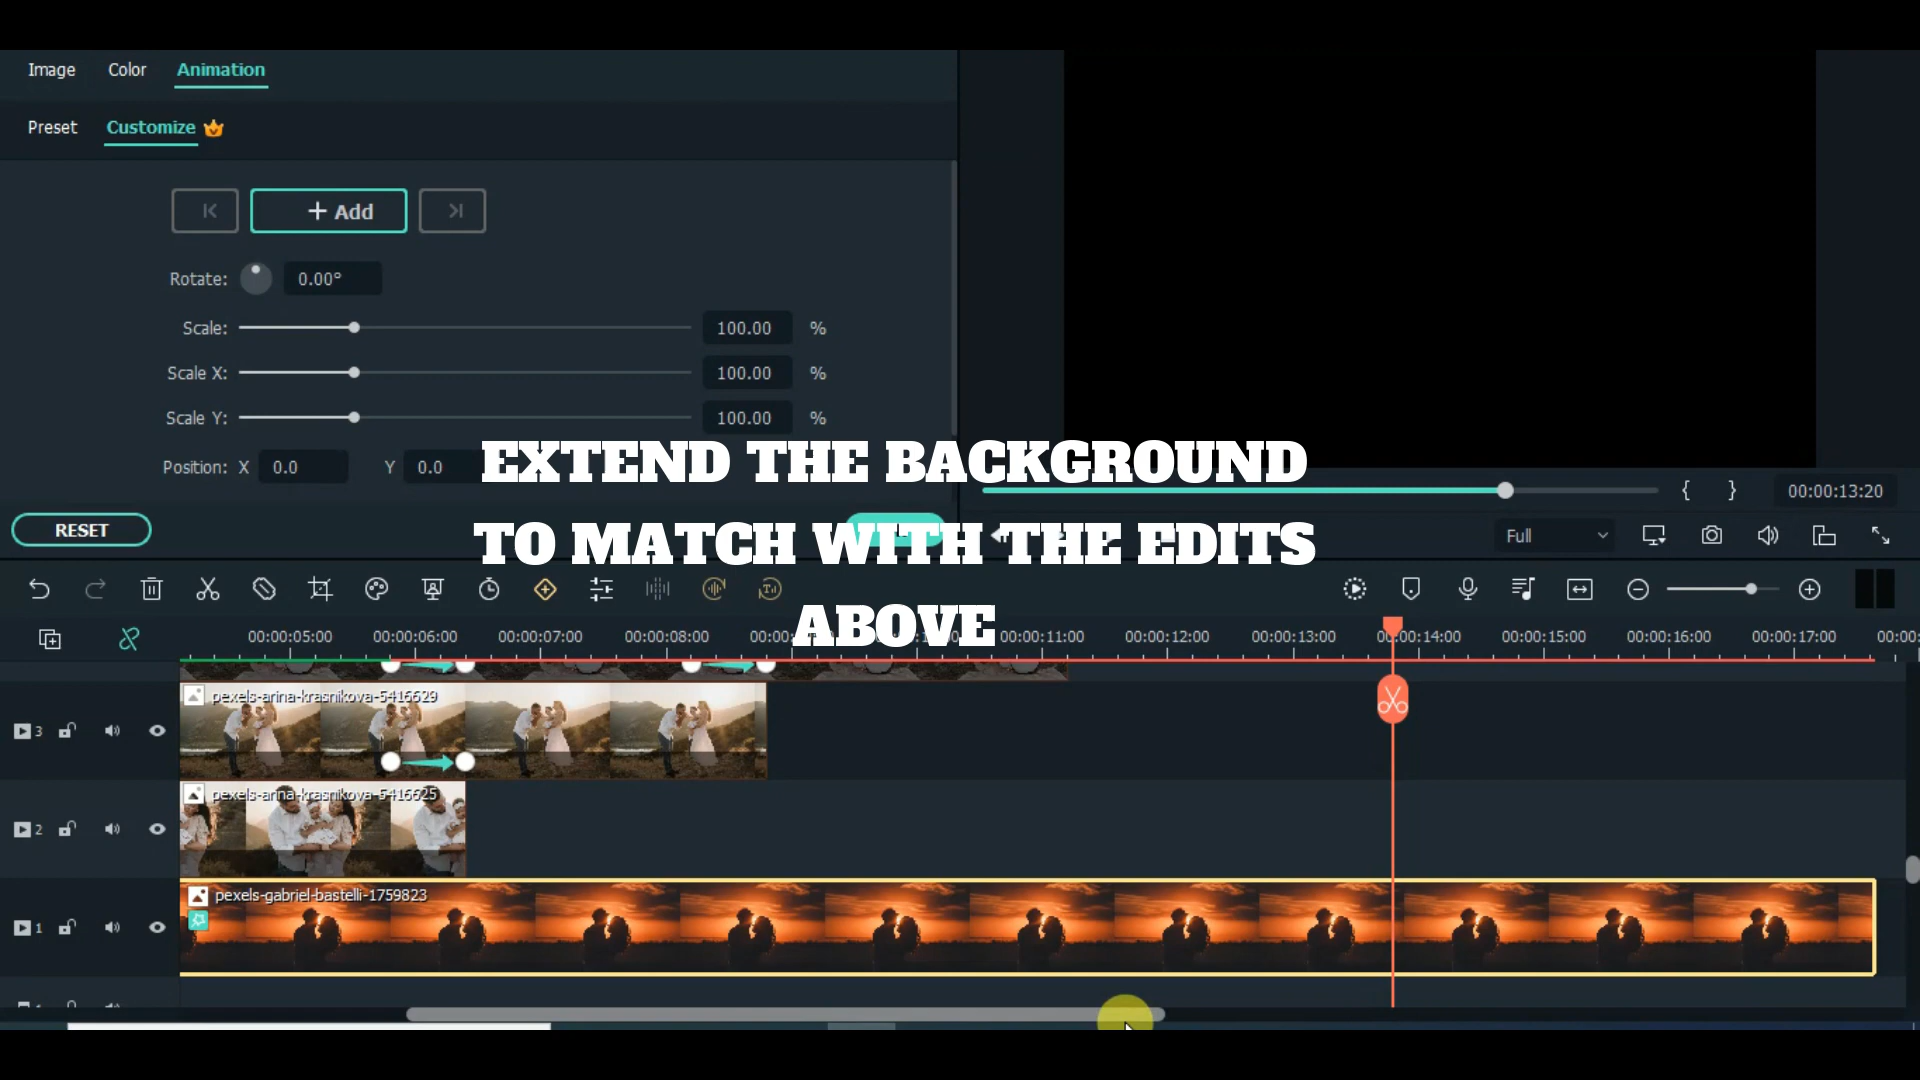 Image Color Animation
Preset Customize
+ Add
Rotate: 0.00°
Scale: 100.00 %
Scale X: 100.00 %
Scale Y: 100.00 %
Position: X 0.0 Y 0.0
EXTEND THE BACKGROUND
TO MATCH WITH THE EDITS
ABOVE
{ } 00:00:13:20
RESET
Full
00:00:05:00 00:00:06:00 00:00:07:00 00:00:08:00 00:00:11:00 00:00:12:00 00:00:13:00 00:00:14:00 00:00:15:00 00:00:16:00 00:00:17:00
pexels-arina-krasnikova-5416629
3
pexels-arina-krasnikova-5416625
2
pexels-gabriel-bastelli-1759823
1